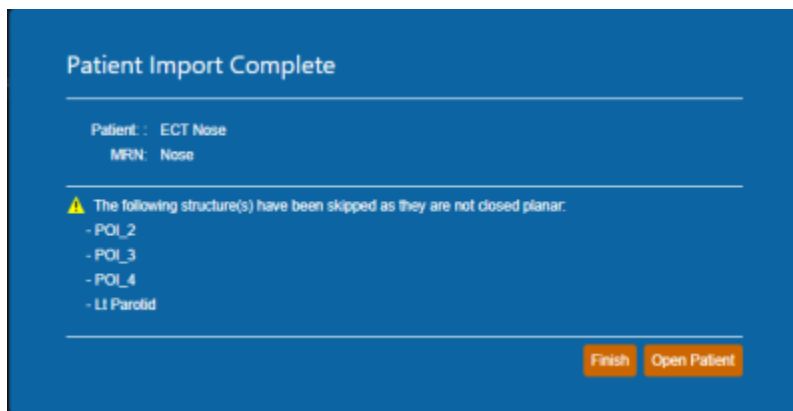 Patient Import Complete
Patient: : ECT Nose
MRN: Nose
The following structure(s) have been skipped as they are not closed planar:
- POI_2
- POI_3
- POI_4
- Lt Parotid
Finish Open Patient